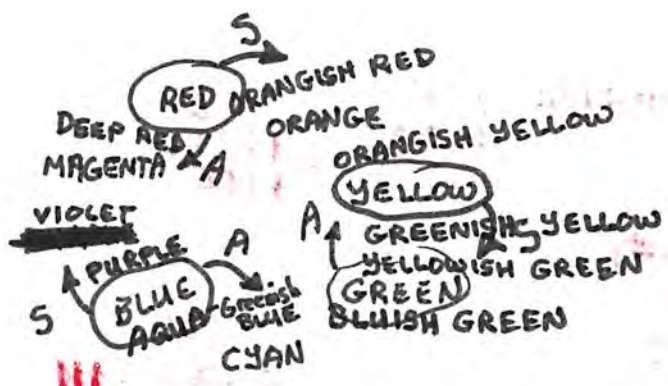 S
RED ORANGISH RED
DEEP RED ORANGE
MAGENTA A
ORANGISH YELLOW
YELLOW
A GREENISH-YELLOW
S
YELLOWISH GREEN
GREEN
BLUISH GREEN
VIOLET
PURPLE A
S BLUE Greenish
AQUA BLUE
CYAN